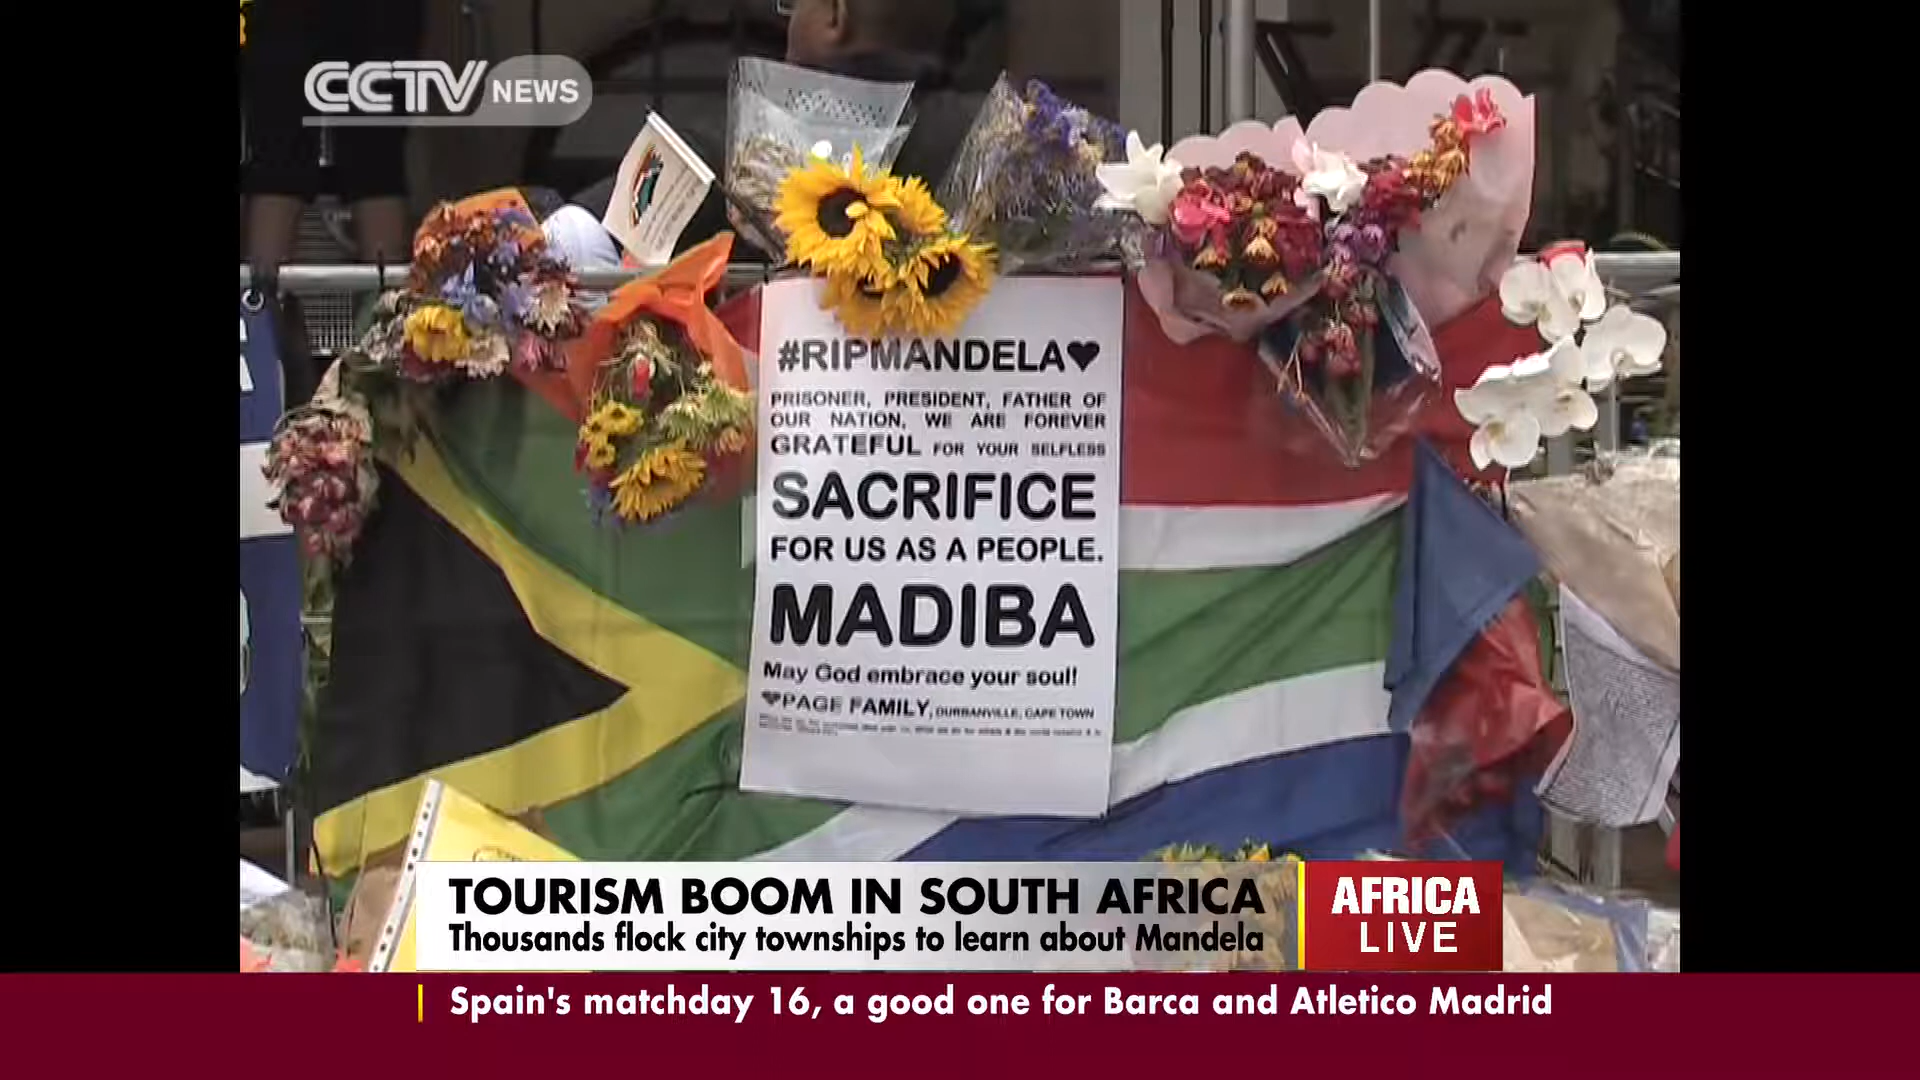 CCTV NEWS
#RIPMANDELA♥
PRISONER, PRESIDENT, FATHER OF
OUR NATION, WE ARE FOREVER
GRATEFUL FOR YOUR SELFLESS
SACRIFICE
FOR US AS A PEOPLE.
MADIBA
May God embrace your soul!
♥PAGE FAMILY, DURBANVILLE, CAPE TOWN
TOURISM BOOM IN SOUTH AFRICA
Thousands flock city townships to learn about Mandela
AFRICA
LIVE
Spain's matchday 16, a good one for Barca and Atletico Madrid